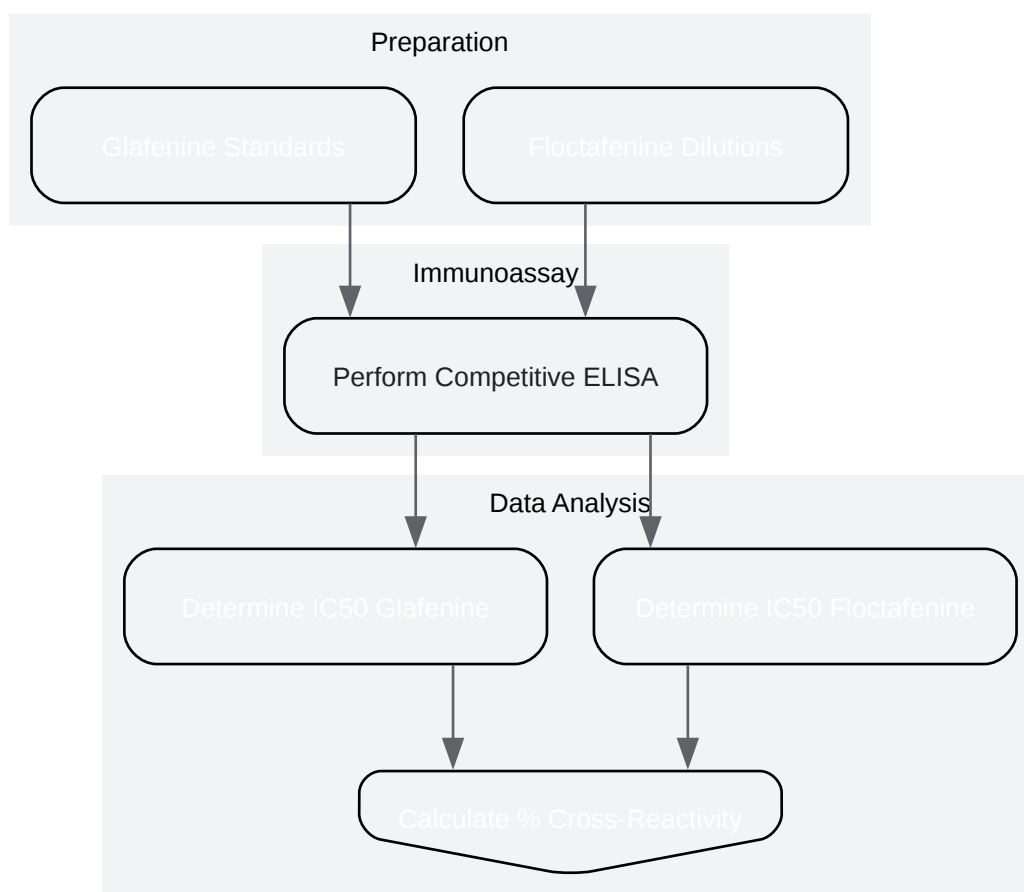 Preparation
Glafenine Standards
Floctafenine Dilutions
Immunoassay
Perform Competitive ELISA
Data Analysis
Determine IC50 Glafenine
Determine IC50 Floctafenine
Calculate % Cross-Reactivity